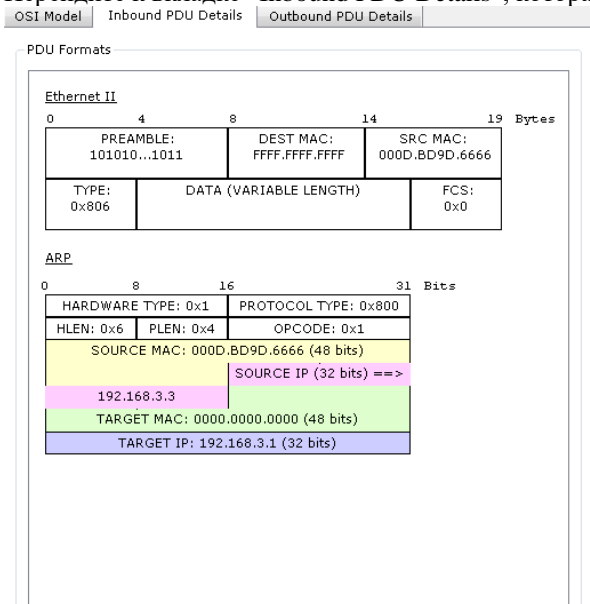 OSI Model Inbound PDU Details Outbound PDU Details
PDU Formats
Ethernet II
0 4 8 14 19 Bytes
PREAMBLE: DEST MAC: SRC MAC:
101010...1011 FFFF.FFFF.FFFF 000D.BD9D.6666
TYPE: DATA (VARIABLE LENGTH) FCS:
0x806 0x0
ARP
0 8 16 31 Bits
HARDWARE TYPE: 0x1 PROTOCOL TYPE: 0x800
HLEN: 0x6 PLEN: 0x4 OPCODE: 0x1
SOURCE MAC: 000D.BD9D.6666 (48 bits)
SOURCE IP (32 bits) ==>
192.168.3.3
TARGET MAC: 0000.0000.0000 (48 bits)
TARGET IP: 192.168.3.1 (32 bits)